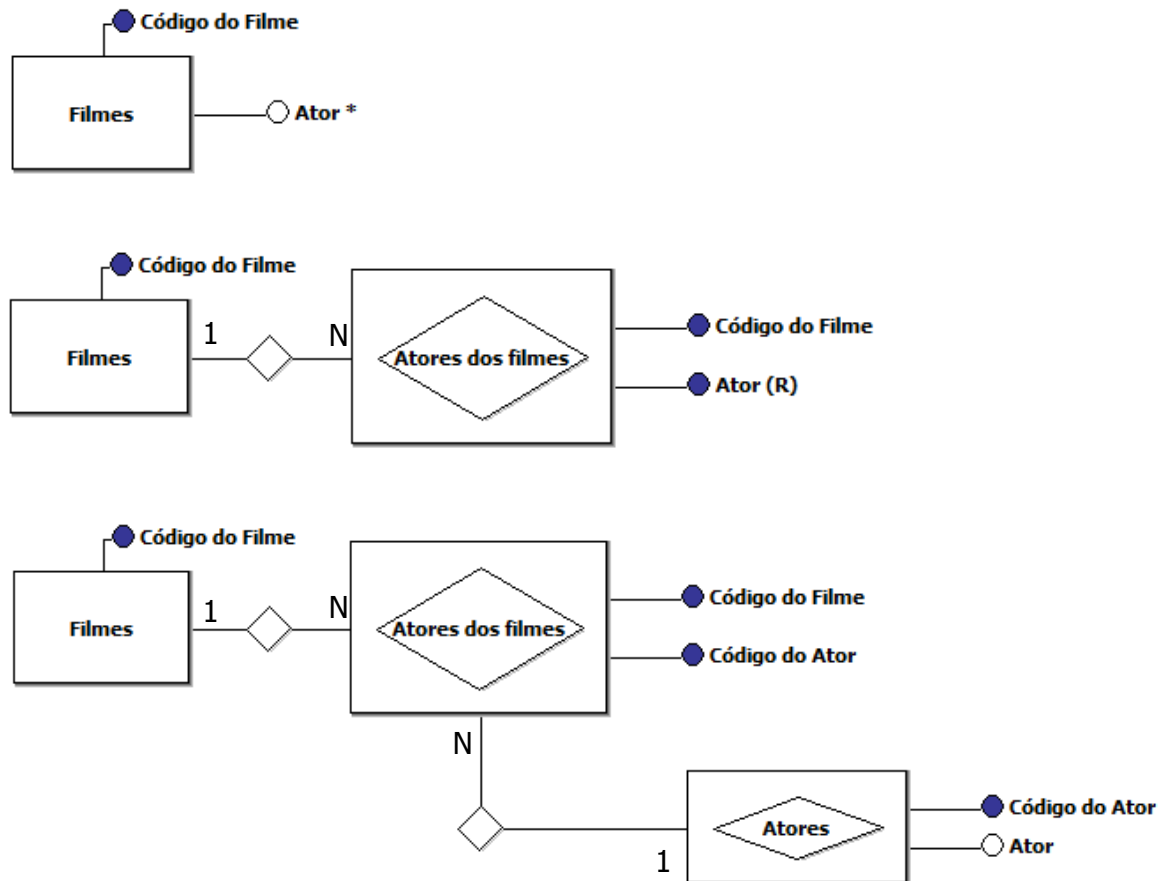 Código do Filme
Filmes
Ator *
Código do Filme
1
N
Filmes
Atores dos filmes
Código do Filme
Ator (R)
Código do Filme
1
N
Filmes
Atores dos filmes
Código do Filme
Código do Ator
N
1
Atores
Código do Ator
Ator